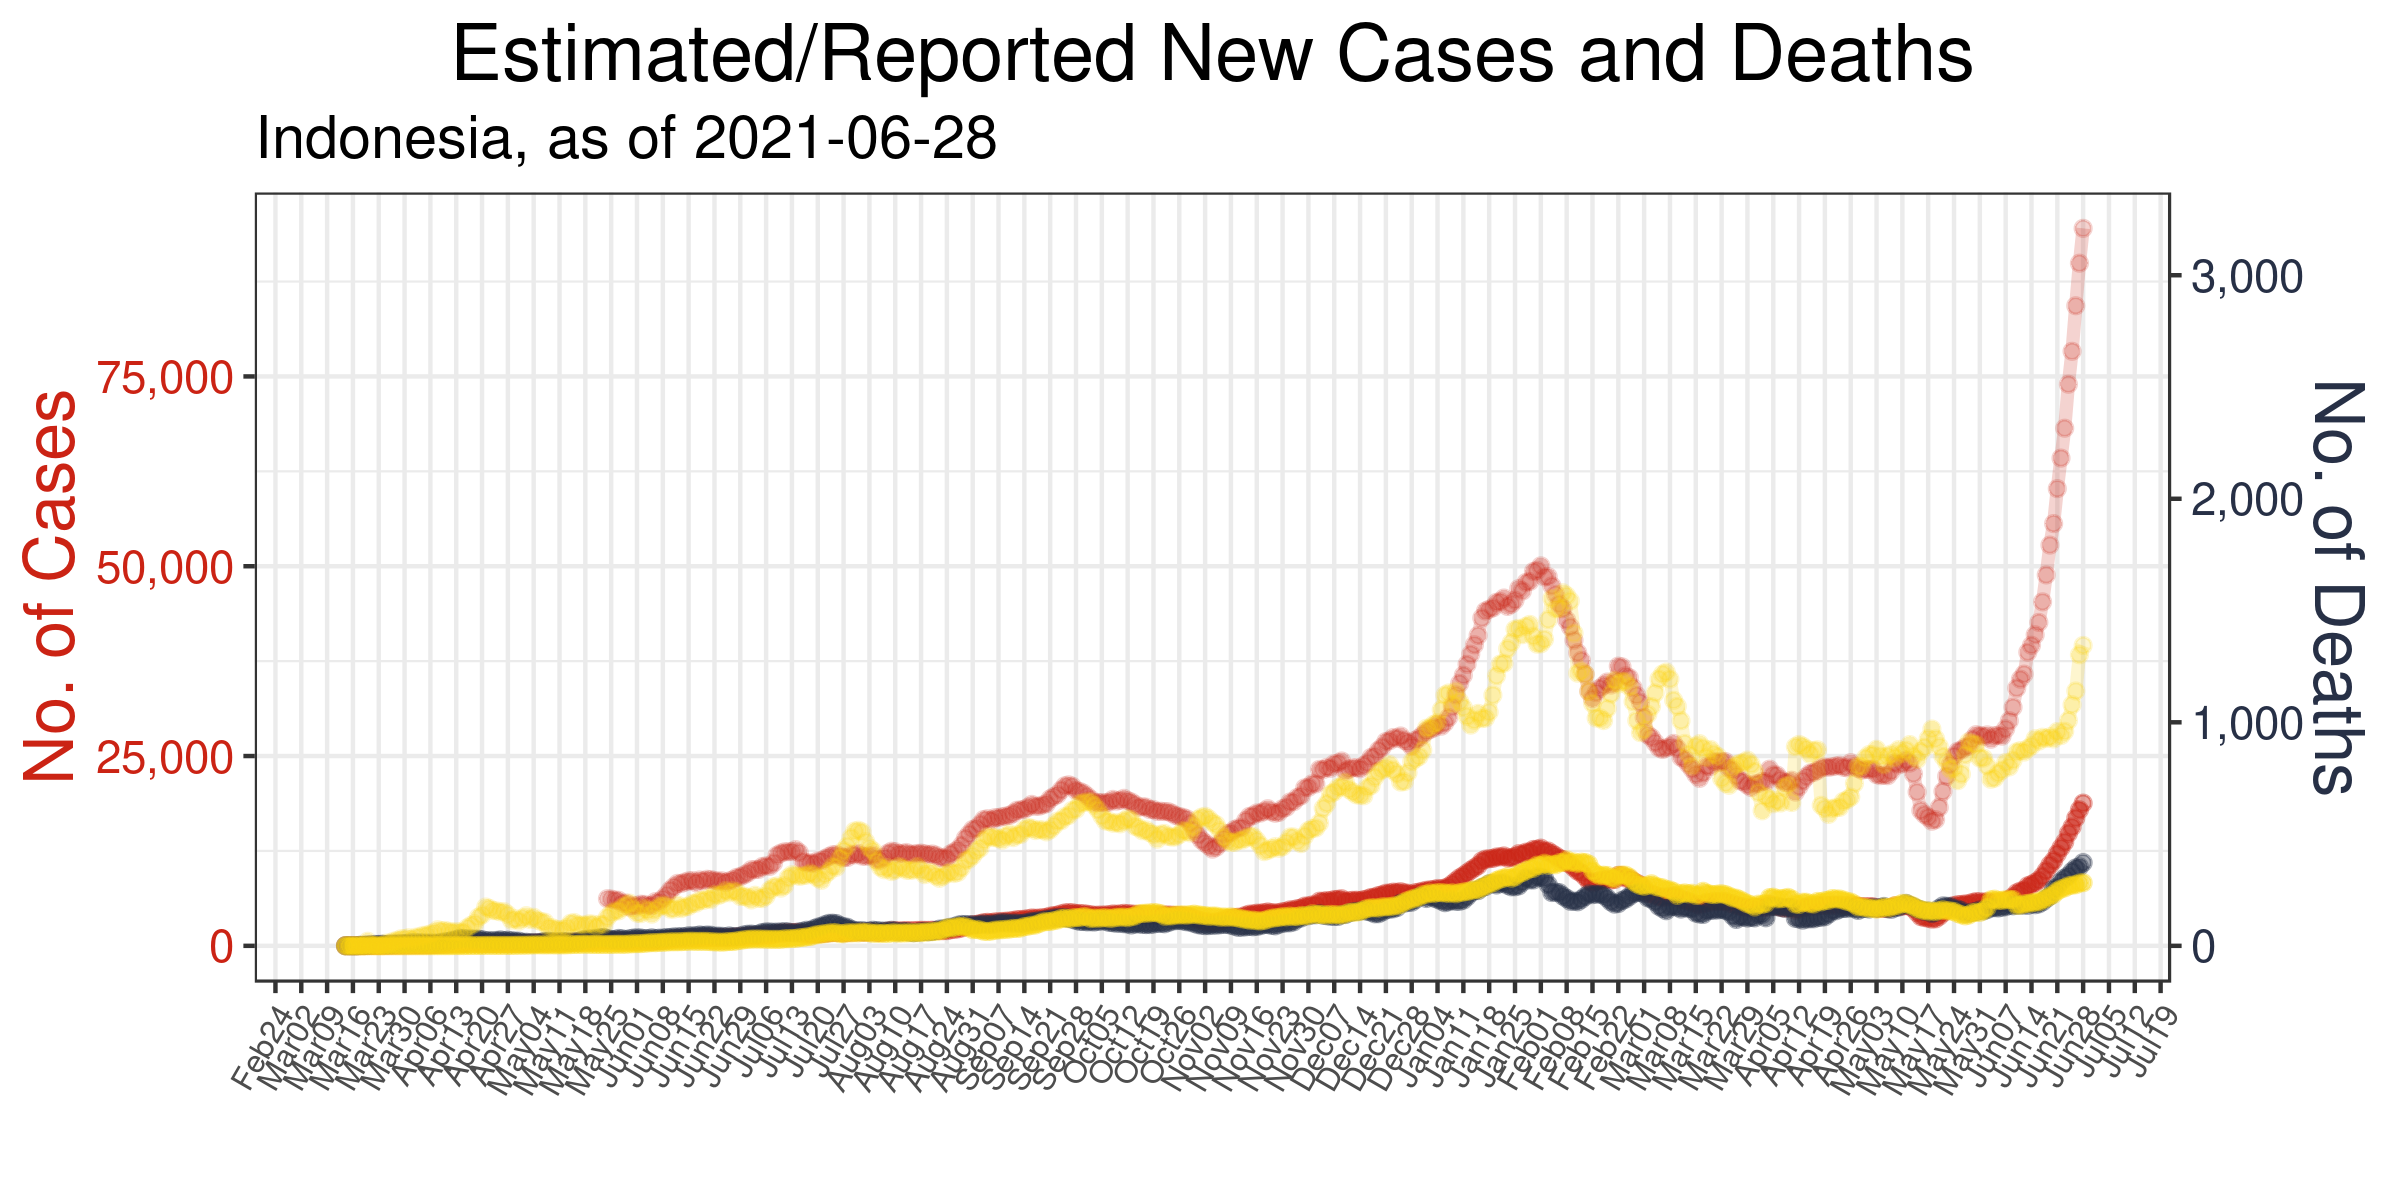 Estimated/Reported New Cases and Deaths
Indonesia, as of 2021-06-28
No. of Cases
75,000
50,000
25,000
0
3,000
2,000
1,000
0
No. of Deaths
Feb24 Mar02 Mar09 Mar16 Mar23 Mar30 Apr06 Apr13 Apr20 Apr27 May04 May11 May18 May25 Jun01 Jun08 Jun15 Jun22 Jun29 Jul06 Jul13 Jul20 Jul27 Aug03 Aug10 Aug17 Aug24 Aug31 Sep07 Sep14 Sep21 Sep28 Oct05 Oct12 Oct19 Oct26 Nov02 Nov09 Nov16 Nov23 Nov30 Dec07 Dec14 Dec21 Dec28 Jan04 Jan11 Jan18 Jan25 Feb01 Feb08 Feb15 Feb22 Mar01 Mar08 Mar15 Mar22 Mar29 Apr05 Apr12 Apr19 Apr26 May03 May10 May17 May24 May31 Jun07 Jun14 Jun21 Jun28 Jul05 Jul12 Jul19